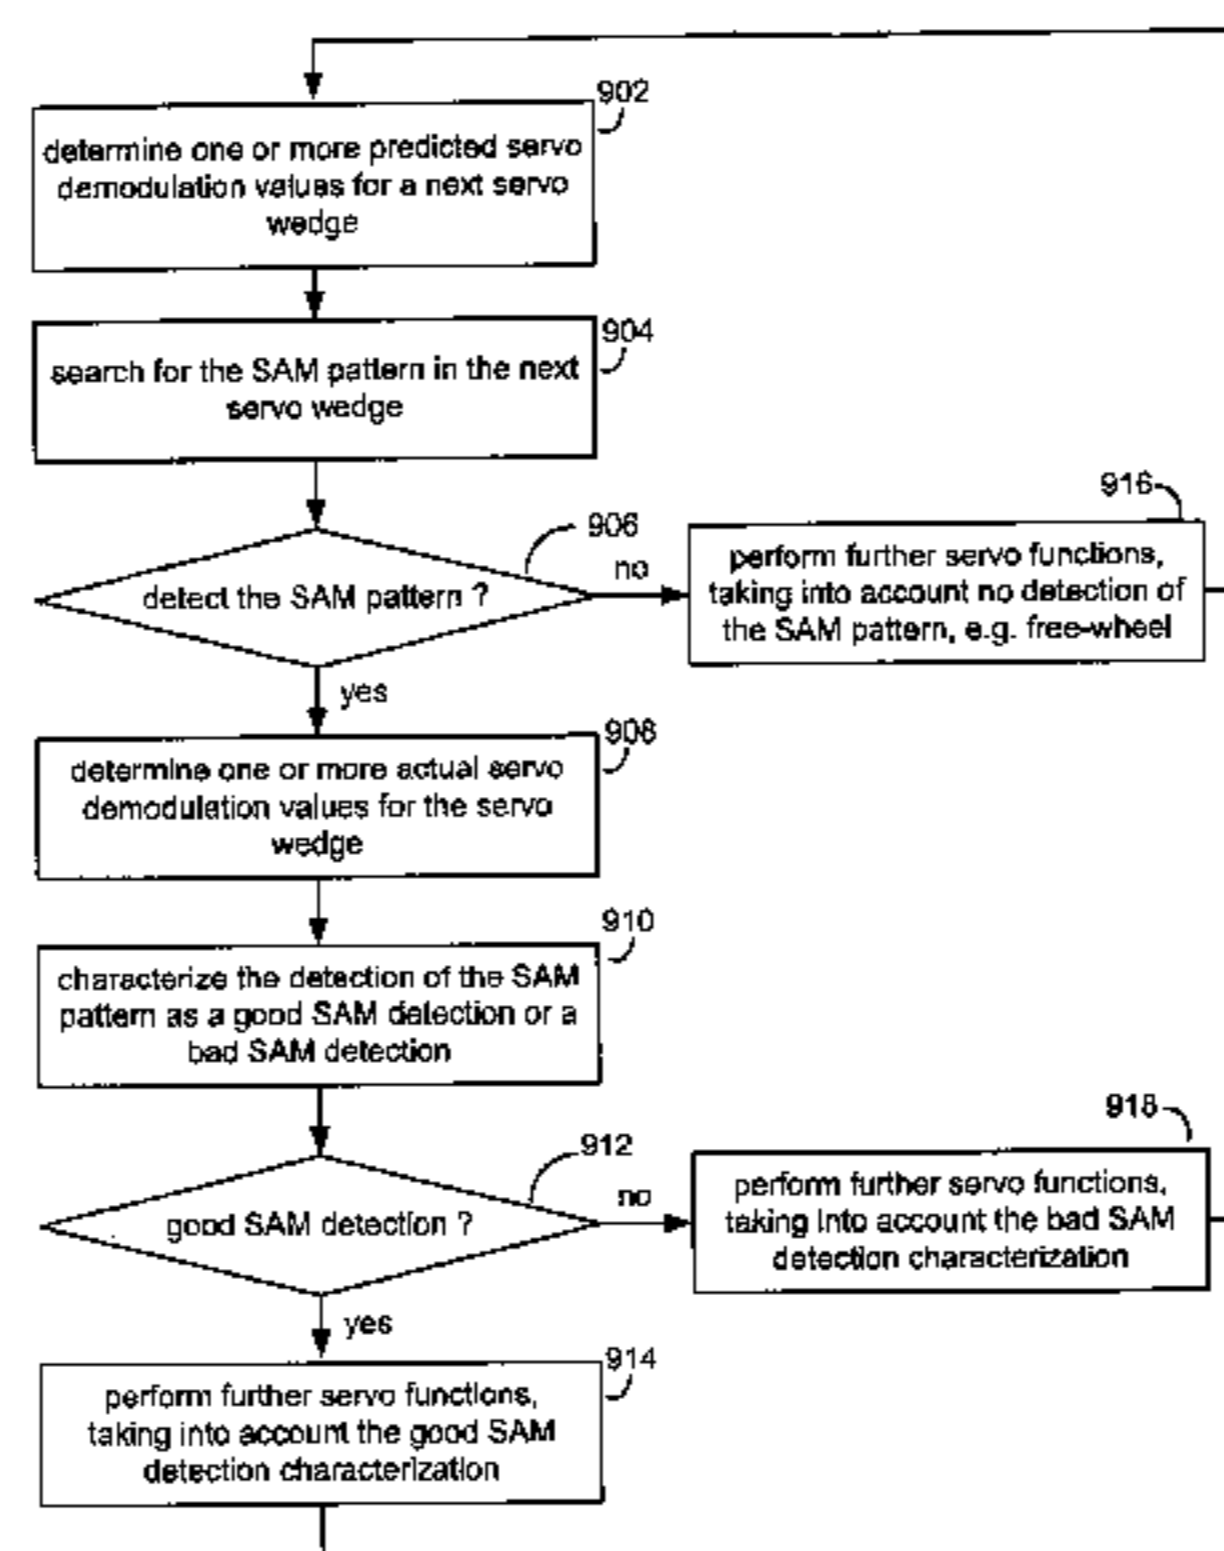 902
determine one or more predicted servo
demodulation values for a next servo
wedge
904
search for the SAM pattern in the next
servo wedge
906
detect the SAM pattern ?
no
916
perform further servo functions,
taking into account no detection of
the SAM pattern, e.g. free-wheel
yes
908
determine one or more actual servo
demodulation values for the servo
wedge
910
characterize the detection of the SAM
pattern as a good SAM detection or a
bad SAM detection
912
good SAM detection ?
no
918
perform further servo functions,
taking into account the bad SAM
detection characterization
yes
914
perform further servo functions,
taking into account the good SAM
detection characterization